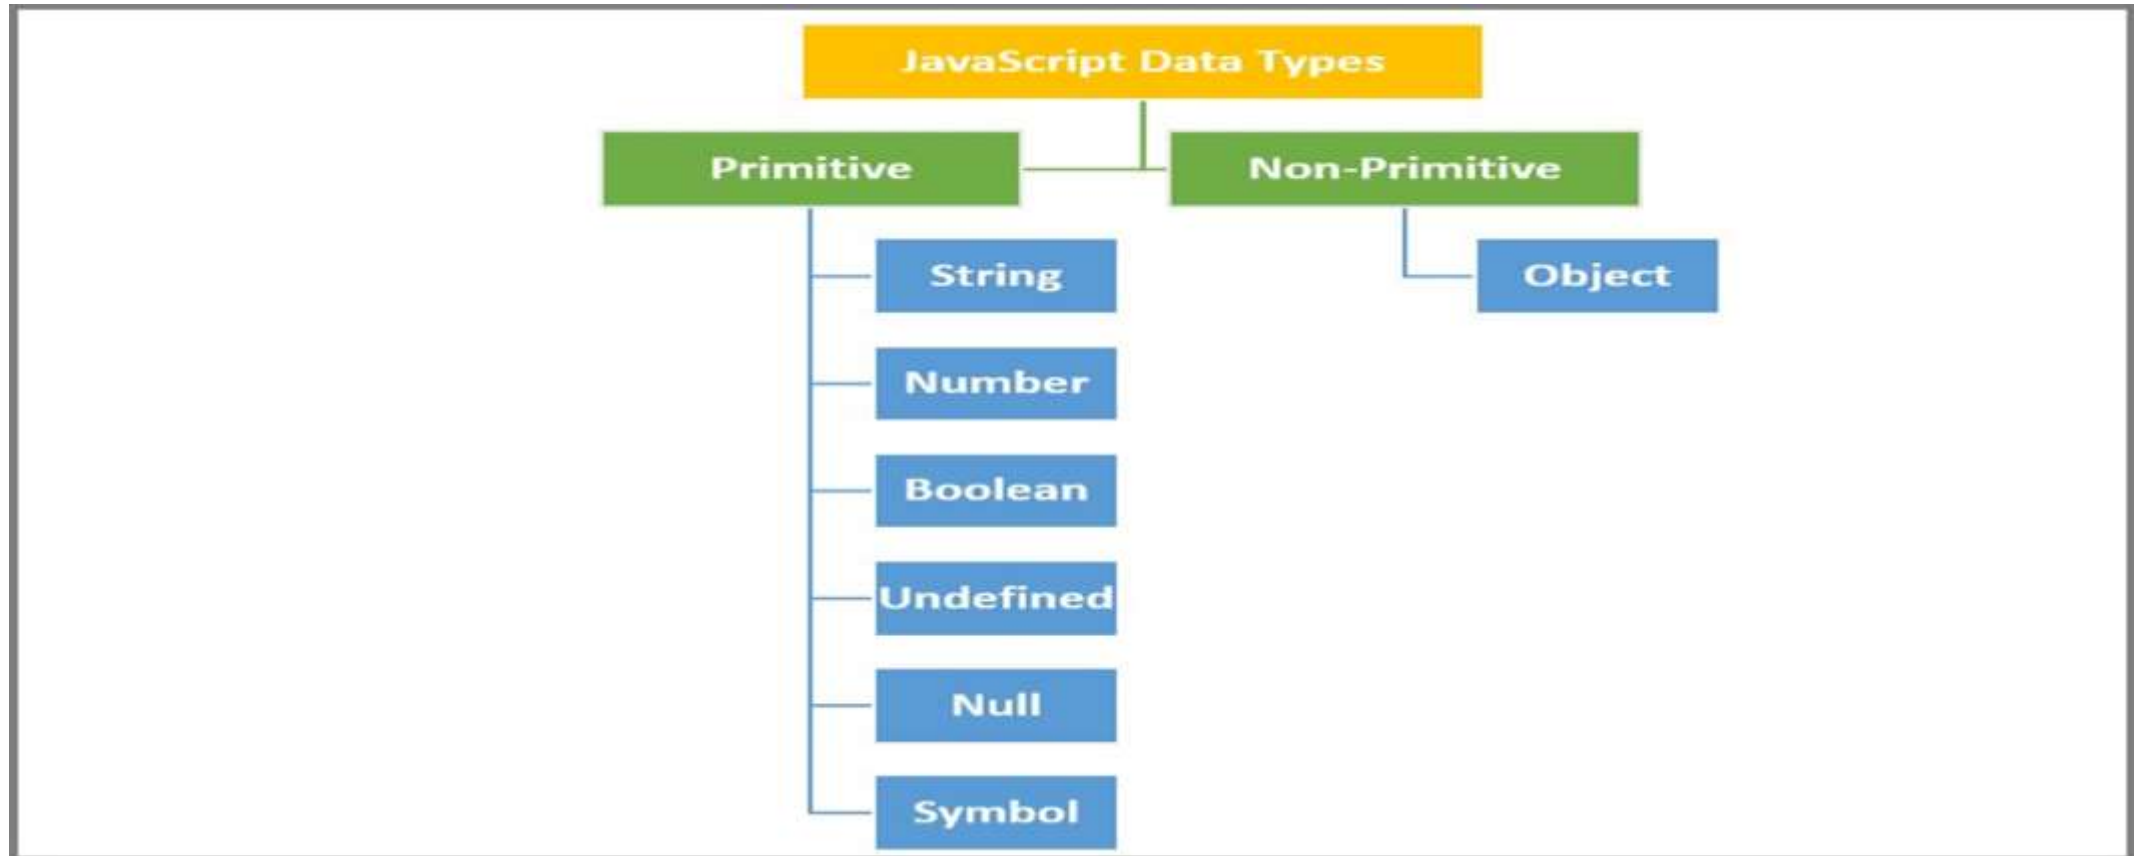 JavaScript Data Types
Primitive
Non-Primitive
String
Object
Number
Boolean
Undefined
Null
Symbol